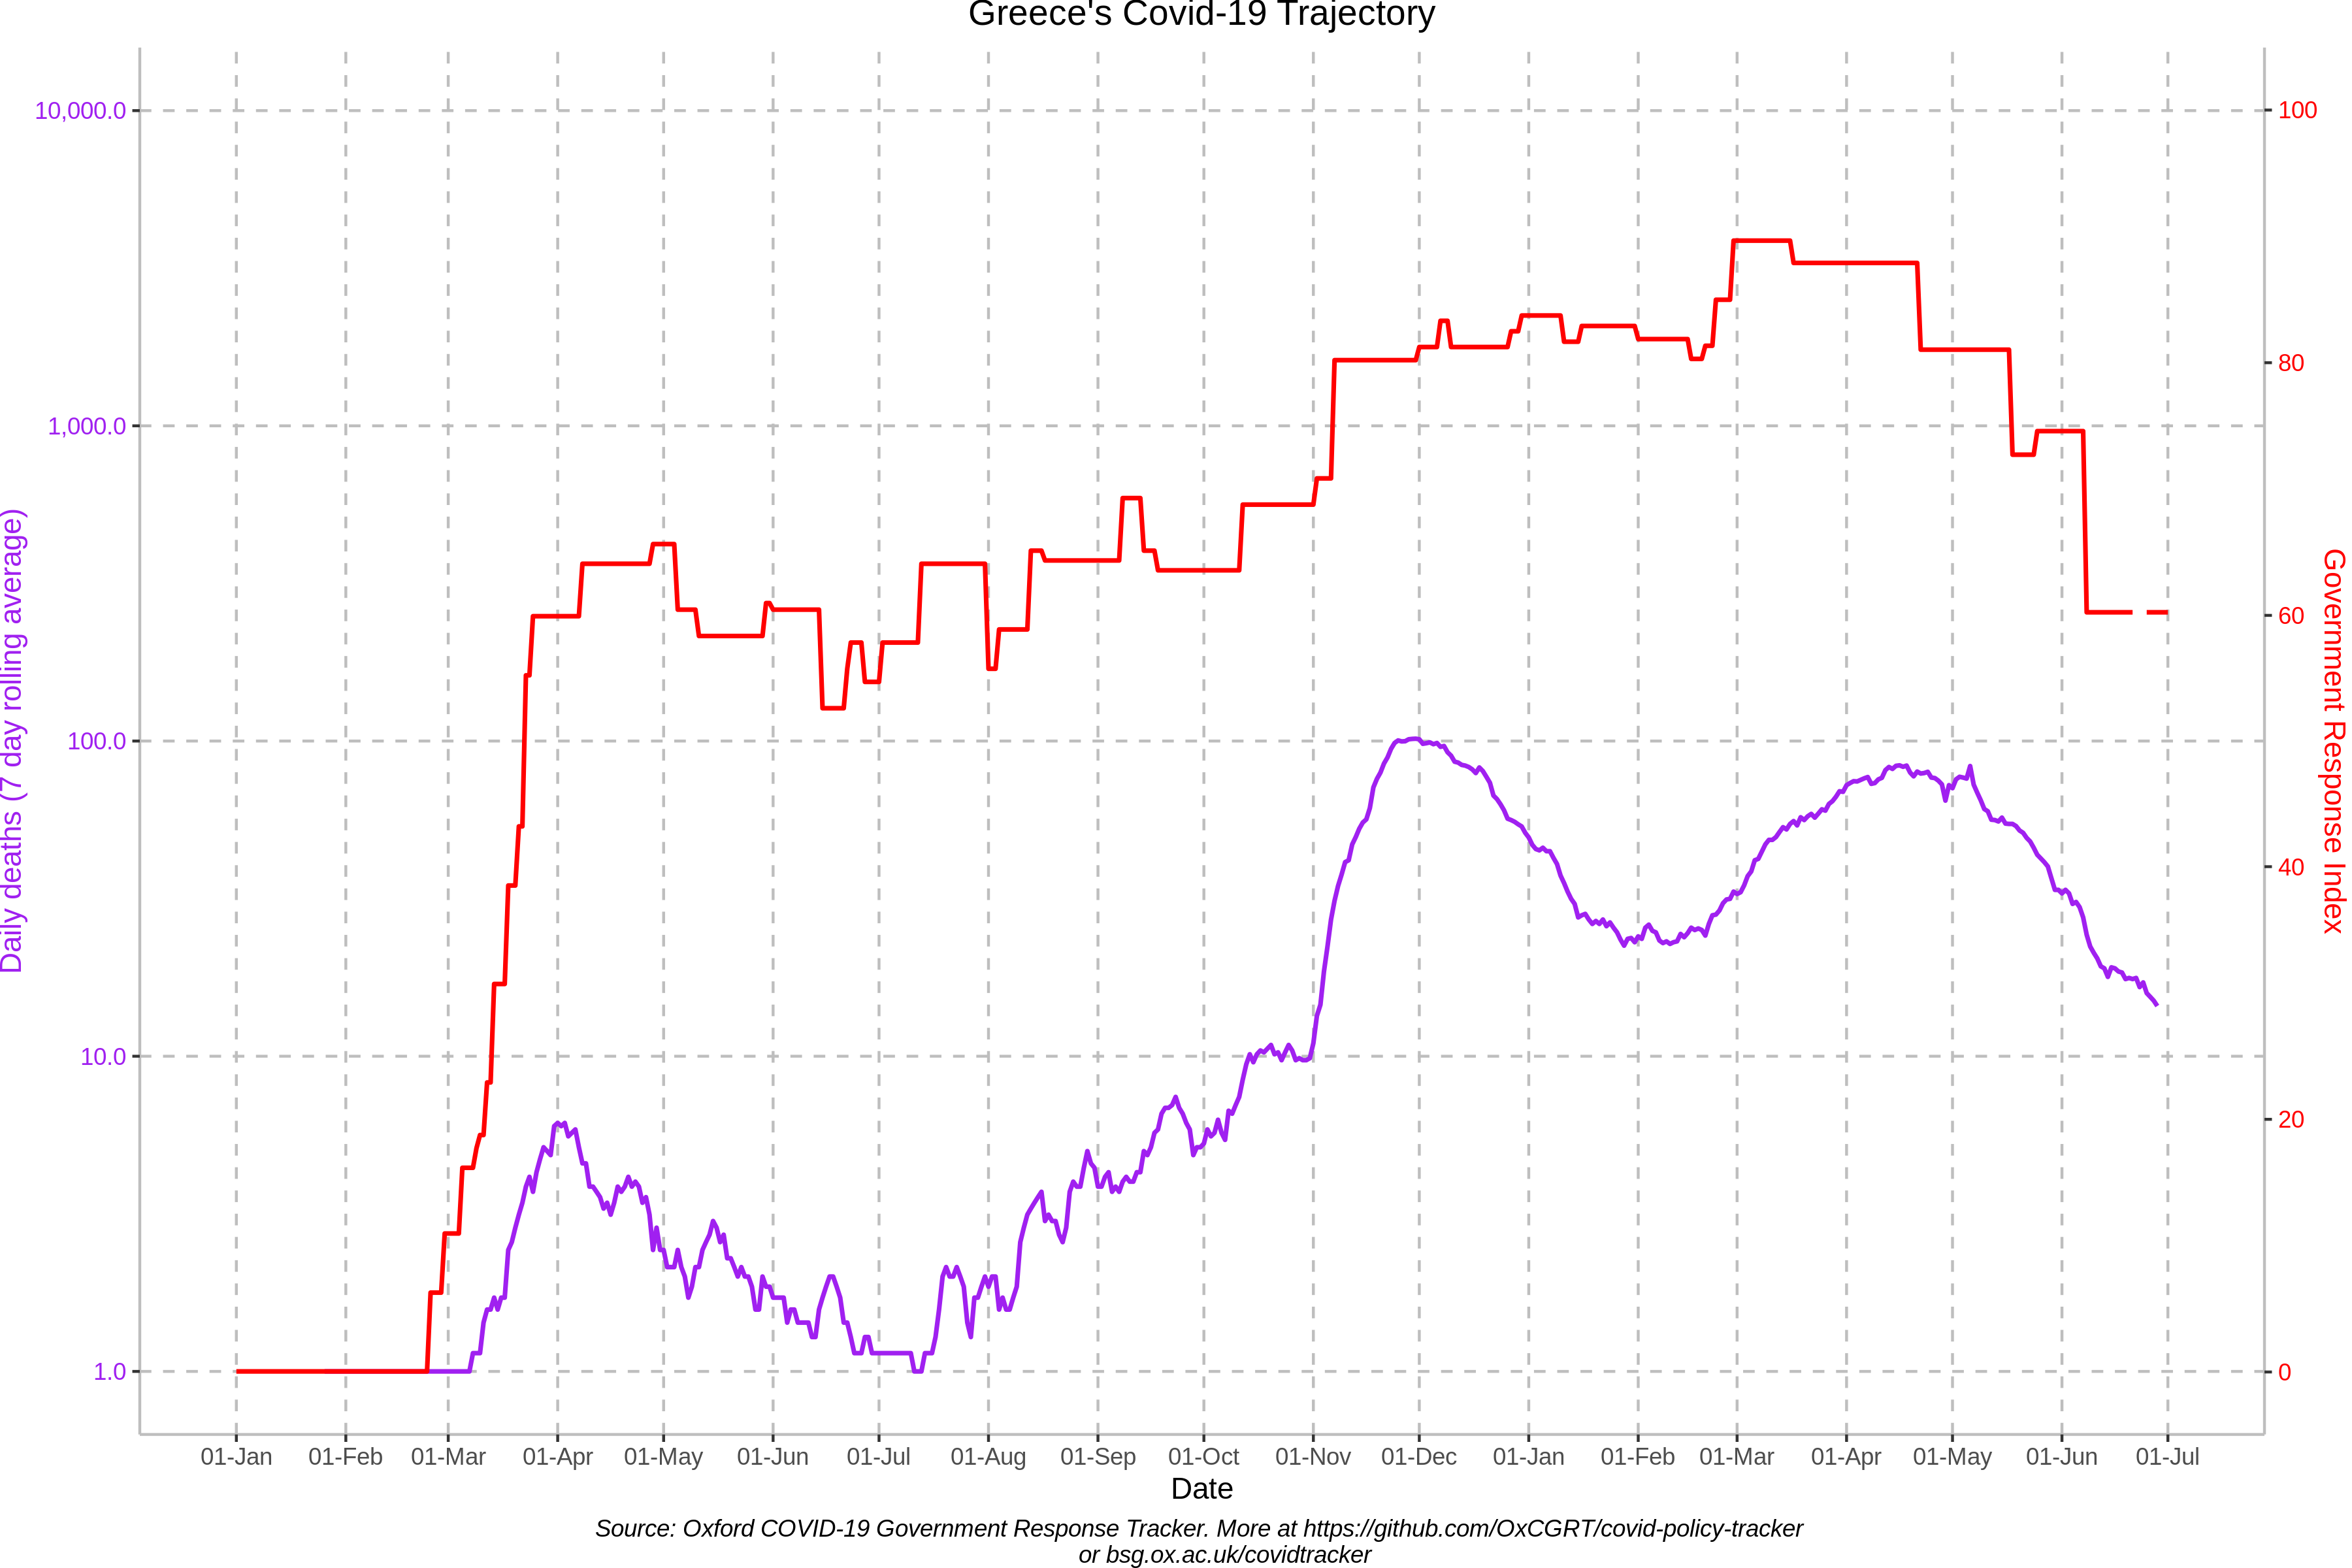 Greece's Covid-19 Trajectory
10,000.0
1,000.0
100.0
10.0
1.0
Daily deaths (7 day rolling average)
100
80
60
40
20
0
Government Response Index
01-Jan
01-Feb
01-Mar
01-Apr
01-May
01-Jun
01-Jul
01-Aug
01-Sep
01-Oct
01-Nov
01-Dec
01-Jan
01-Feb
01-Mar
01-Apr
01-May
01-Jun
01-Jul
Date
Source: Oxford COVID-19 Government Response Tracker. More at https://github.com/OxCGRT/covid-policy-tracker
or bsg.ox.ac.uk/covidtracker